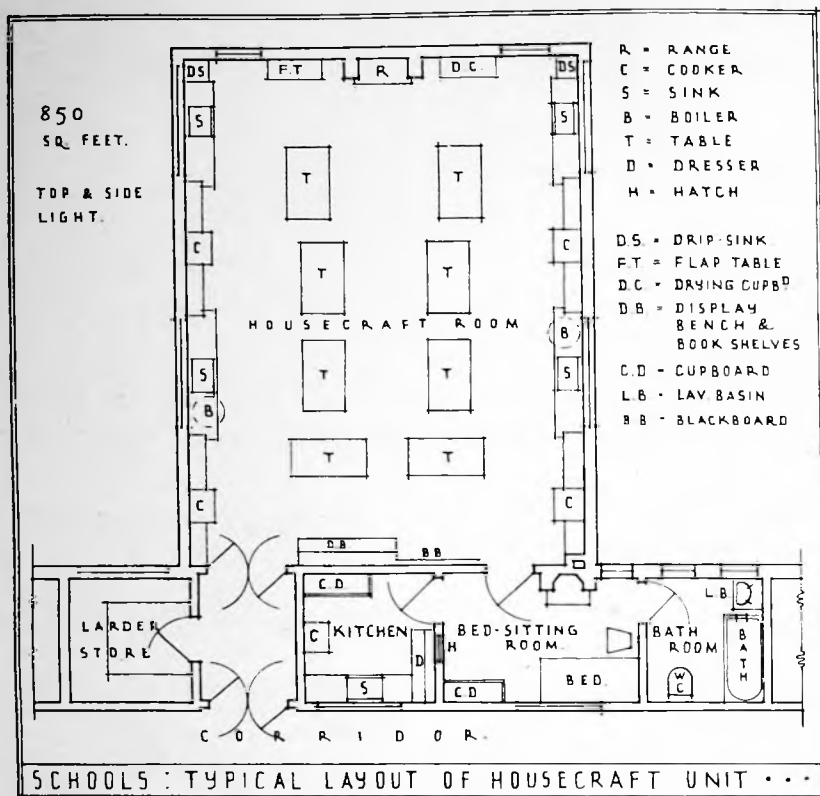 850
SQ. FEET.
TOP & SIDE
LIGHT.
R = RANGE
C = COOKER
S = SINK
B = BOILER
T = TABLE
D = DRESSER
H = HATCH
D.S. = DRIP-SINK.
F.T = FLAP TABLE
D.C. = DRYING CUPBD
D.B = DISPLAY
BENCH &
BOOK SHELVES
C.D - CUPBOARD
L.B - LAV. BASIN
B B - BLACKBOARD
DS F.T R D.C. DS
S S
T T
C C
T T
HOUSECRAFT ROOM
B
S T T S
B
T T
C C
D.B B B
C.D L.B
LARDER STORE
C KITCHEN H BED-SITTING ROOM. BATH ROOM BATH
D
S C.D BED. WC
CORRIDOR.
SCHOOLS : TYPICAL LAYOUT OF HOUSECRAFT UNIT ...